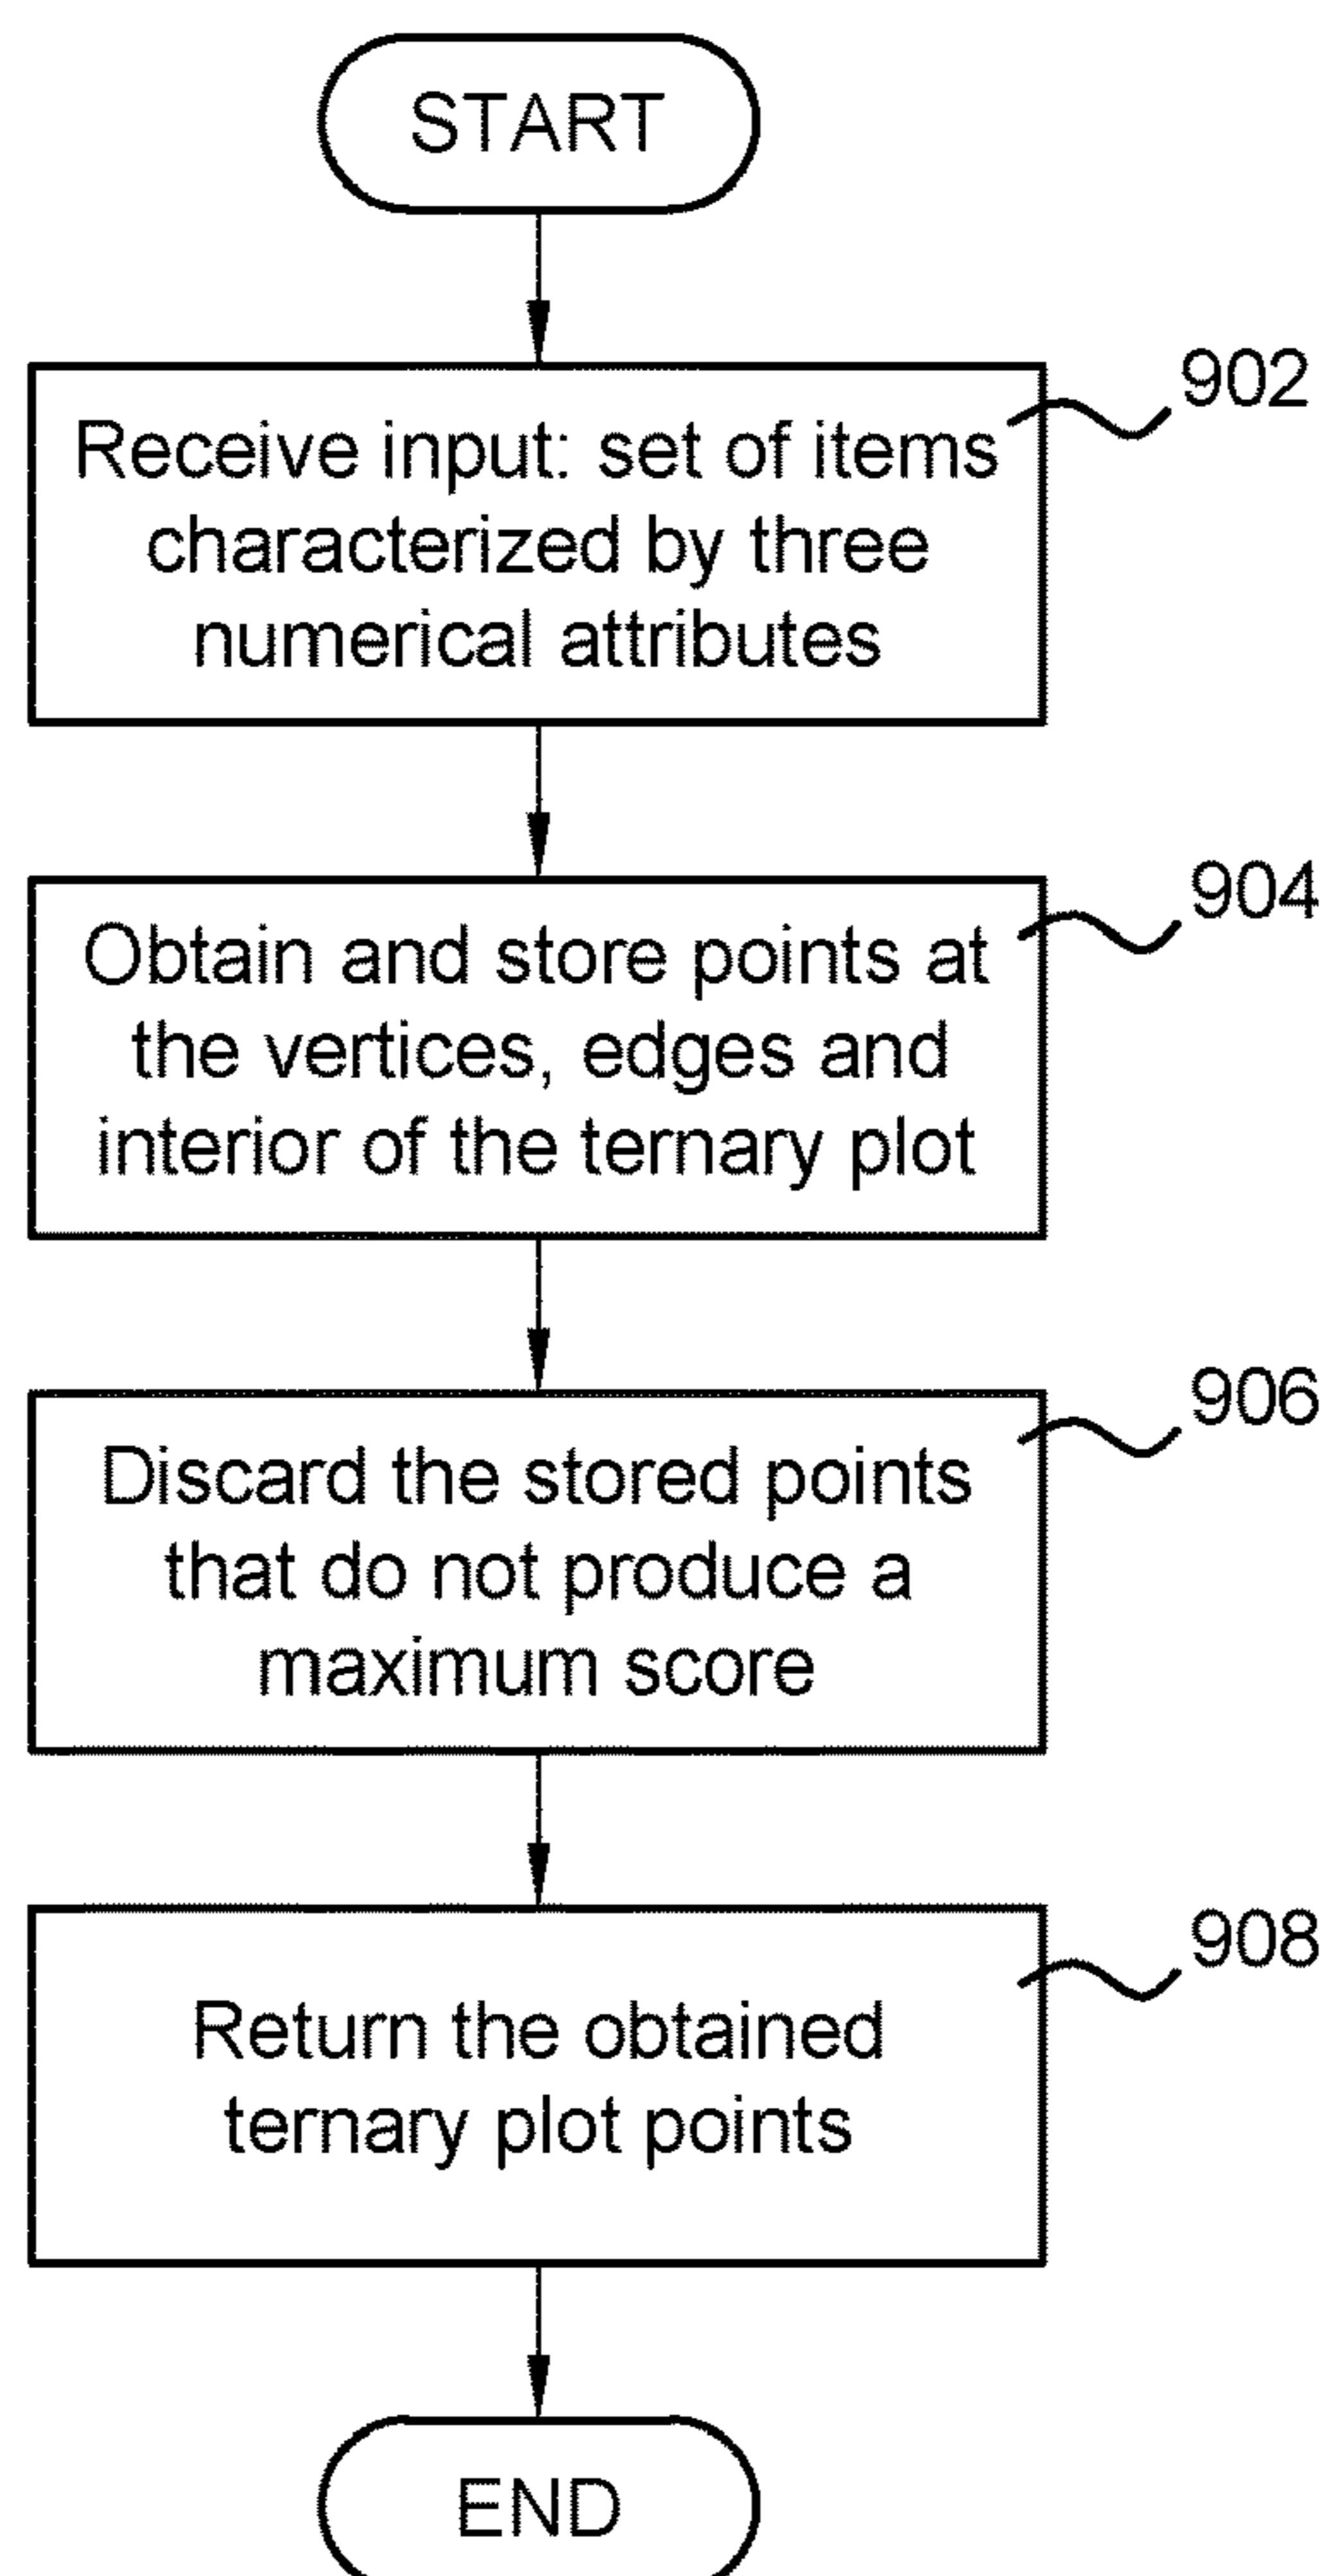 START
902
Receive input: set of items
characterized by three
numerical attributes
904
Obtain and store points at
the vertices, edges and
interior of the ternary plot
906
Discard the stored points
that do not produce a
maximum score
908
Return the obtained
ternary plot points
END